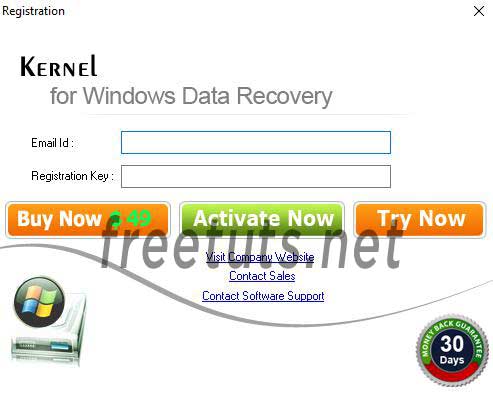 Registration
KERNEL
for Windows Data Recovery
Email Id :
Registration Key :
Buy Now $ 49
Activate Now
Try Now
freetuts.net
Visit Company Website
Contact Sales
Contact Software Support
MONEY BACK GUARANTEE
30
Days